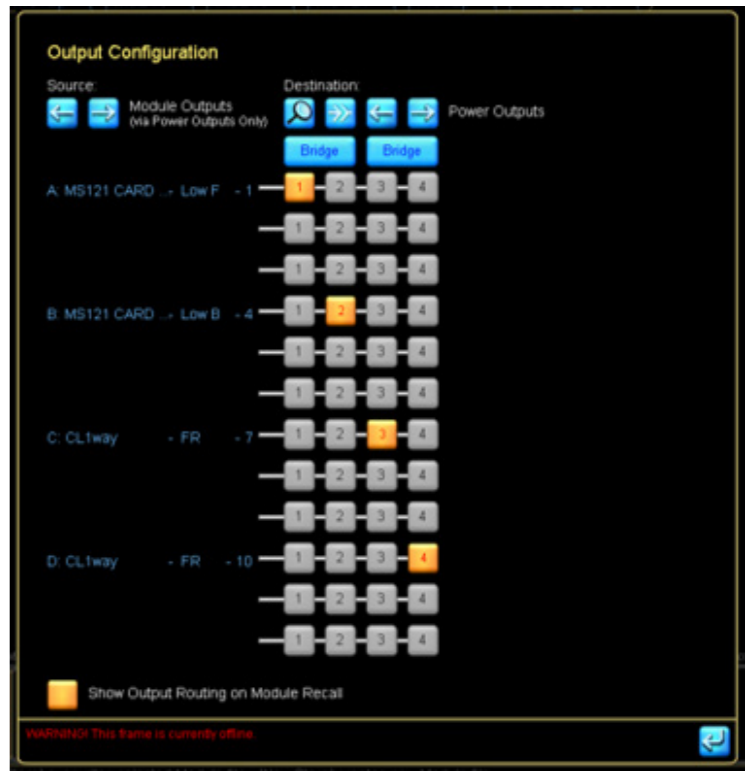 Output Configuration
Source: Destination:
Module Outputs
(via Power Outputs Only)
Power Outputs
Bridge Bridge
A: MS121 CARD ..- Low F - 1 1 2 3 4
1 2 3 4
1 2 3 4
B: MS121 CARD ..- Low B - 4 1 2 3 4
1 2 3 4
1 2 3 4
C: CL1way - FR - 7 1 2 3 4
1 2 3 4
1 2 3 4
D: CL1way - FR - 10 1 2 3 4
1 2 3 4
1 2 3 4
Show Output Routing on Module Recall
WARNING! This frame is currently offline.